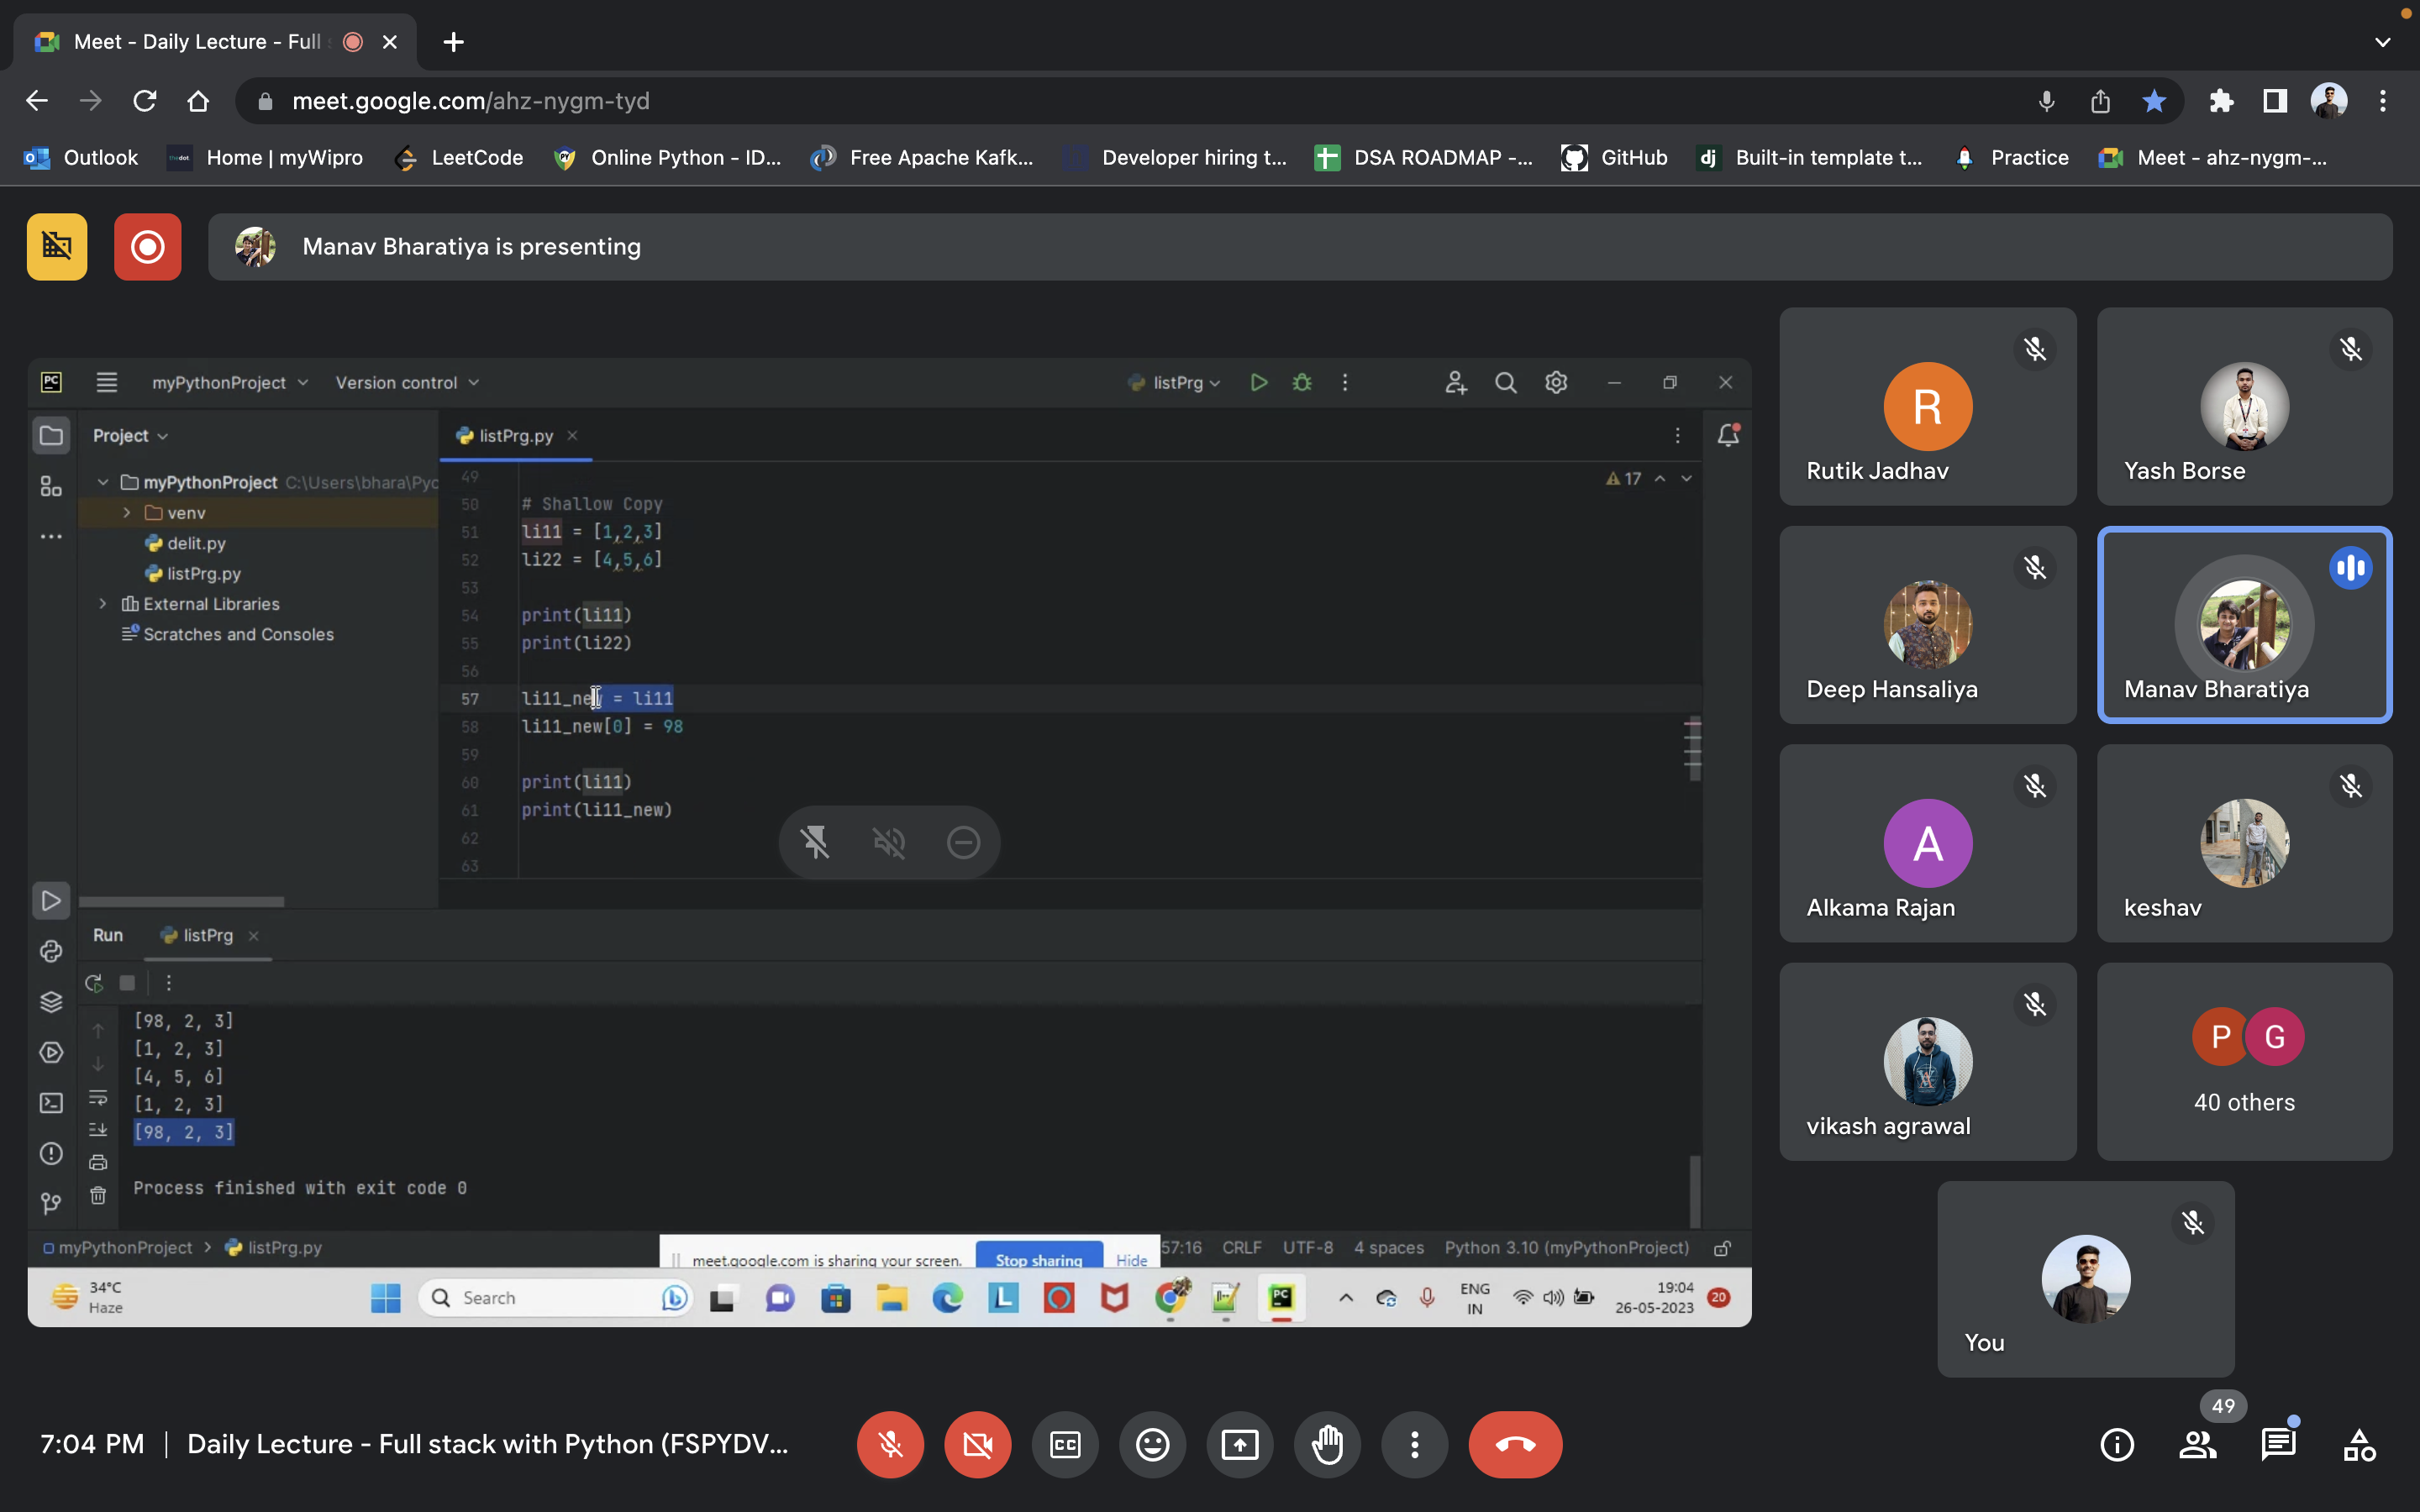 Meet - Daily Lecture - Full
meet.google.com/ahz-nygm-tyd
Outlook
Home | myWipro
LeetCode
Online Python - ID...
Free Apache Kafk...
Developer hiring t...
DSA ROADMAP -...
GitHub
dj
Built-in template t...
Practice
Meet - ahz-nygm-...
Manav Bharatiya is presenting
PC
myPythonProject
Version control
listPrg
Project
listPrg.py
17
myPythonProject C:\Users\bhara\Pyc
venv
delit.py
listPrg.py
External Libraries
Scratches and Consoles
49
50 # Shallow Copy
51 li11 = [1,2,3]
52 li22 = [4,5,6]
53
54 print(li11)
55 print(li22)
56
57 li11_new = li11
58 li11_new[0] = 98
59
60 print(li11)
61 print(li11_new)
62
63
Run
listPrg
[98, 2, 3]
[1, 2, 3]
[4, 5, 6]
[1, 2, 3]
[98, 2, 3]
Process finished with exit code 0
myPythonProject > listPrg.py
meet.google.com is sharing your screen.
Stop sharing
Hide
57:16 CRLF UTF-8 4 spaces Python 3.10 (myPythonProject)
34°C
Haze
Search
L
PC
ENG
IN
19:04
26-05-2023
20
R
Rutik Jadhav
Yash Borse
Deep Hansaliya
Manav Bharatiya
A
Alkama Rajan
keshav
vikash agrawal
P
G
40 others
You
7:04 PM | Daily Lecture - Full stack with Python (FSPYDV...
CC
49